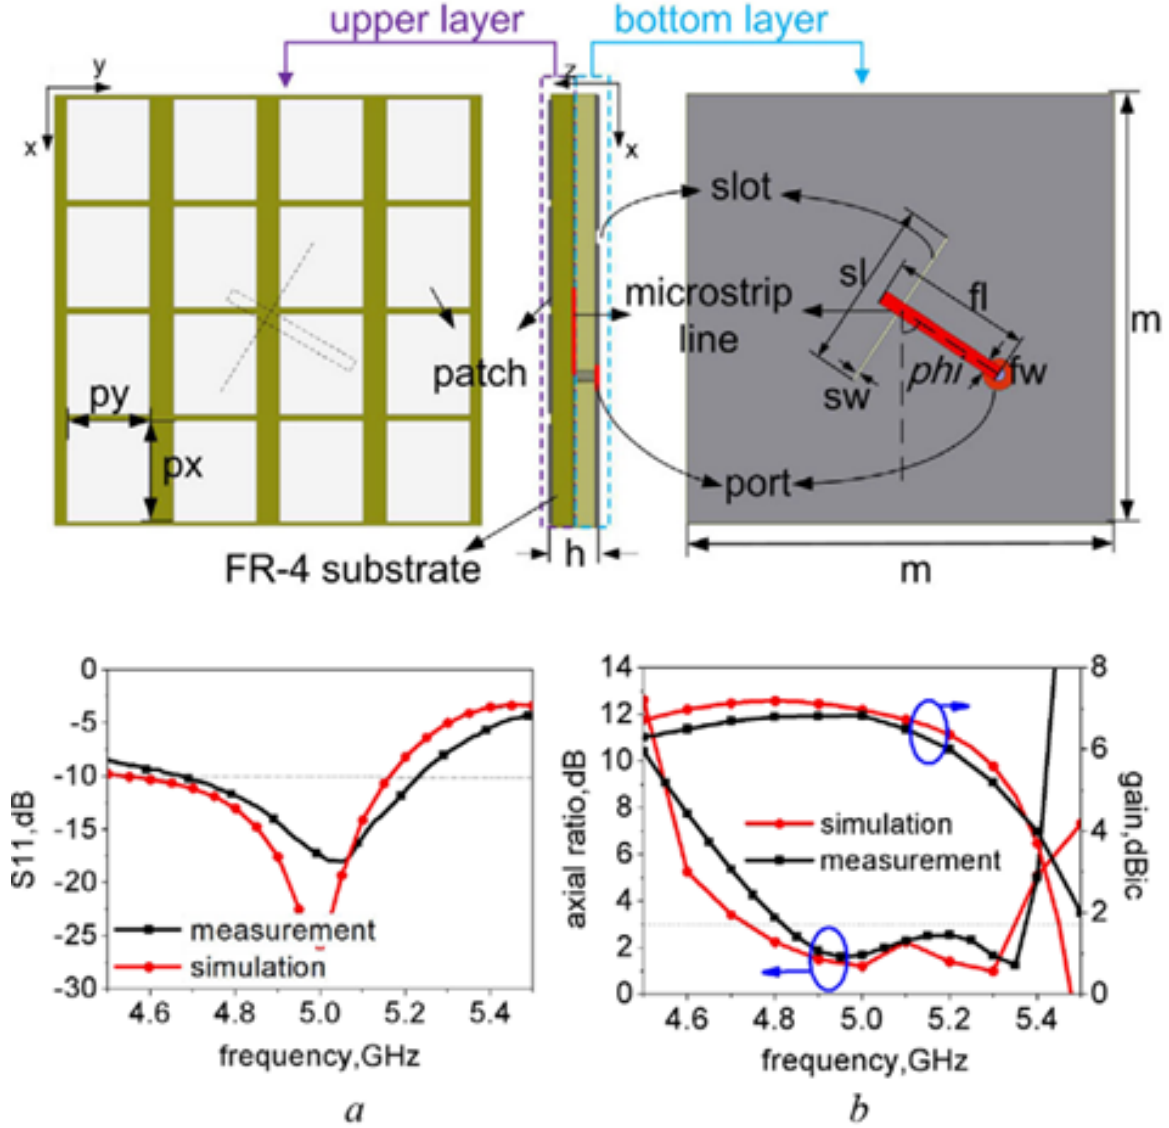 upper layer
bottom layer
y
x
z
x
slot
sl
fl
microstrip
line
m
patch
phi
fw
sw
py
px
port
FR-4 substrate
h
m
0
-5
-10
-15
-20
-25
-30
S11,dB
measurement
simulation
4.6
4.8
5.0
5.2
5.4
frequency,GHz
a
14
12
10
8
6
4
2
0
axial ratio,dB
8
6
4
2
0
gain,dBic
simulation
measurement
4.6
4.8
5.0
5.2
5.4
frequency,GHz
b